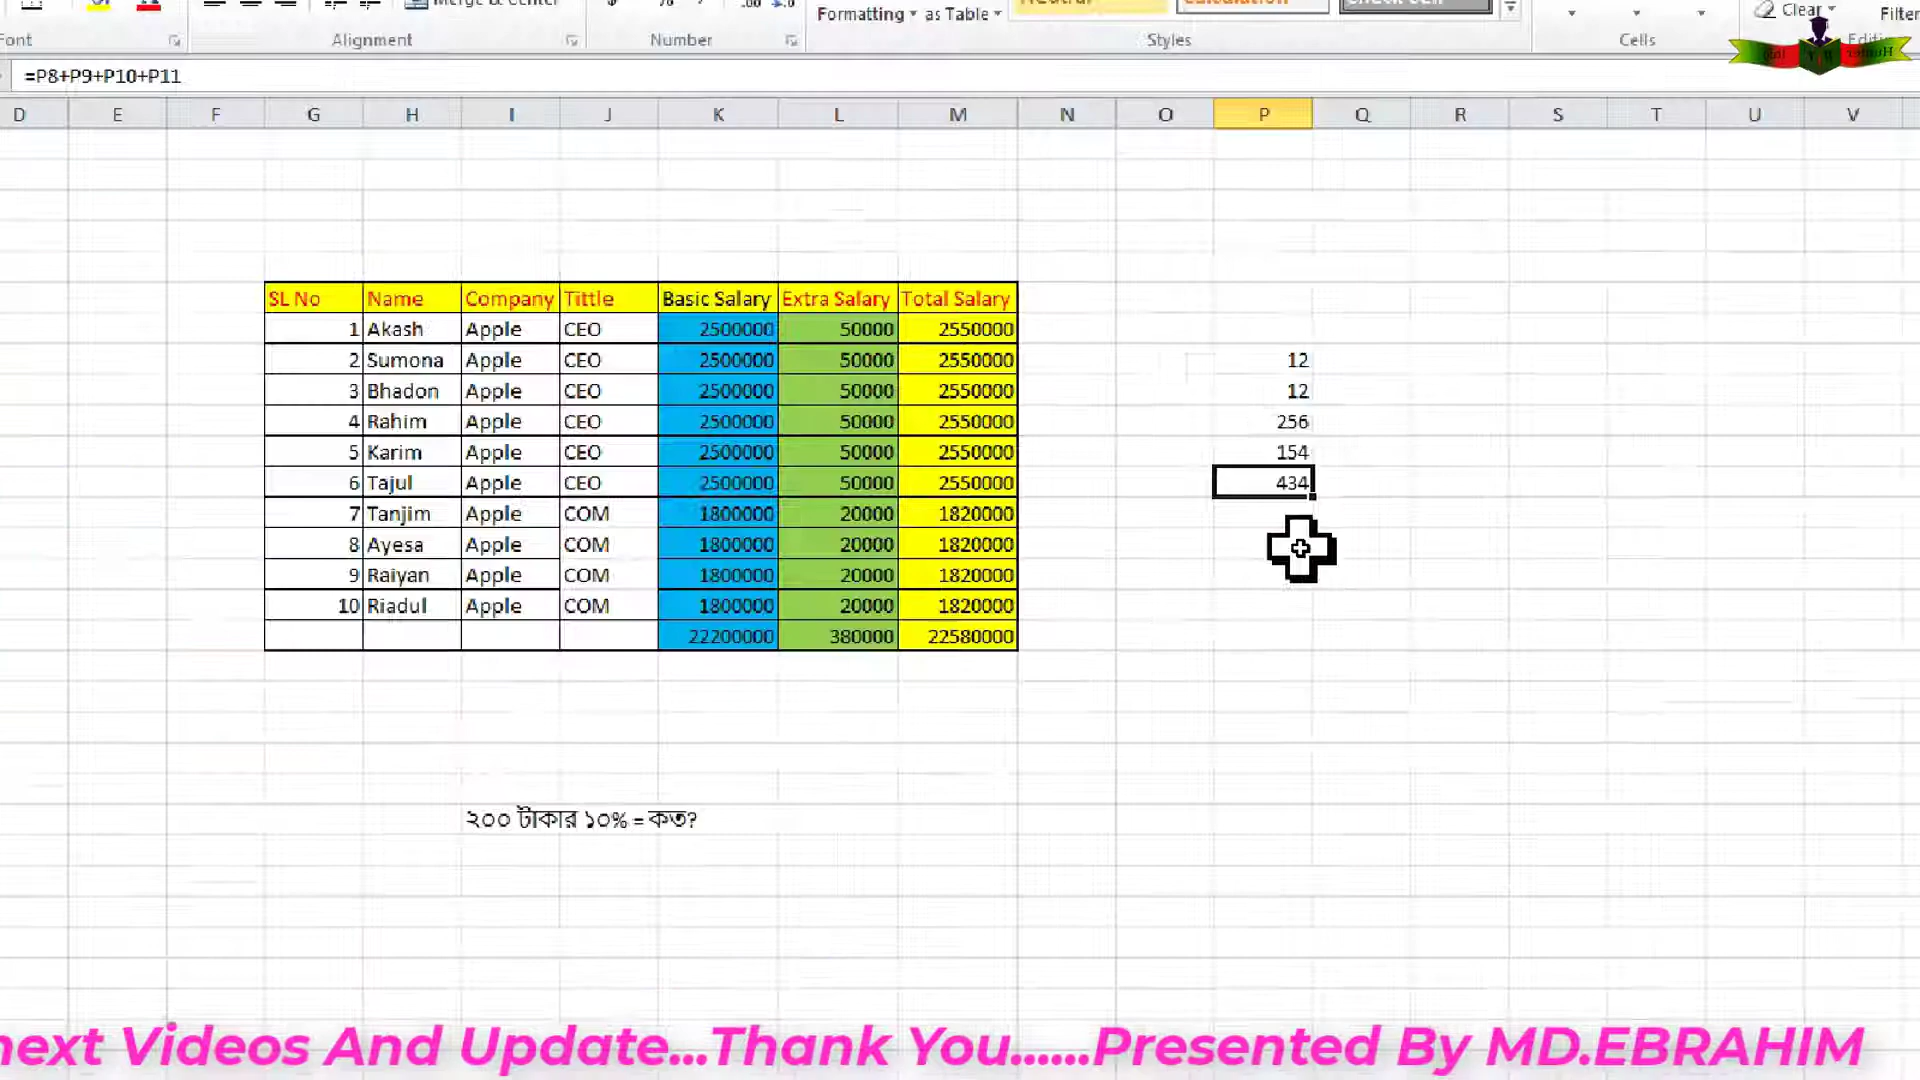 Merge & Center
Formatting as Table
Clear
Filter
Font
Alignment
Number
Styles
Cells
=P8+P9+P10+P11
D E F G H I J K L M N O P Q R S T U V
SL No Name Company Tittle Basic Salary Extra Salary Total Salary
1 Akash Apple CEO 2500000 50000 2550000
2 Sumona Apple CEO 2500000 50000 2550000 12
3 Bhadon Apple CEO 2500000 50000 2550000 12
4 Rahim Apple CEO 2500000 50000 2550000 256
5 Karim Apple CEO 2500000 50000 2550000 154
6 Tajul Apple CEO 2500000 50000 2550000 434
7 Tanjim Apple COM 1800000 20000 1820000
8 Ayesa Apple COM 1800000 20000 1820000
9 Raiyan Apple COM 1800000 20000 1820000
10 Riadul Apple COM 1800000 20000 1820000
22200000 380000 22580000
২০০ টাকার ১০% = কত?
next Videos And Update...Thank You......Presented By MD.EBRAHIM